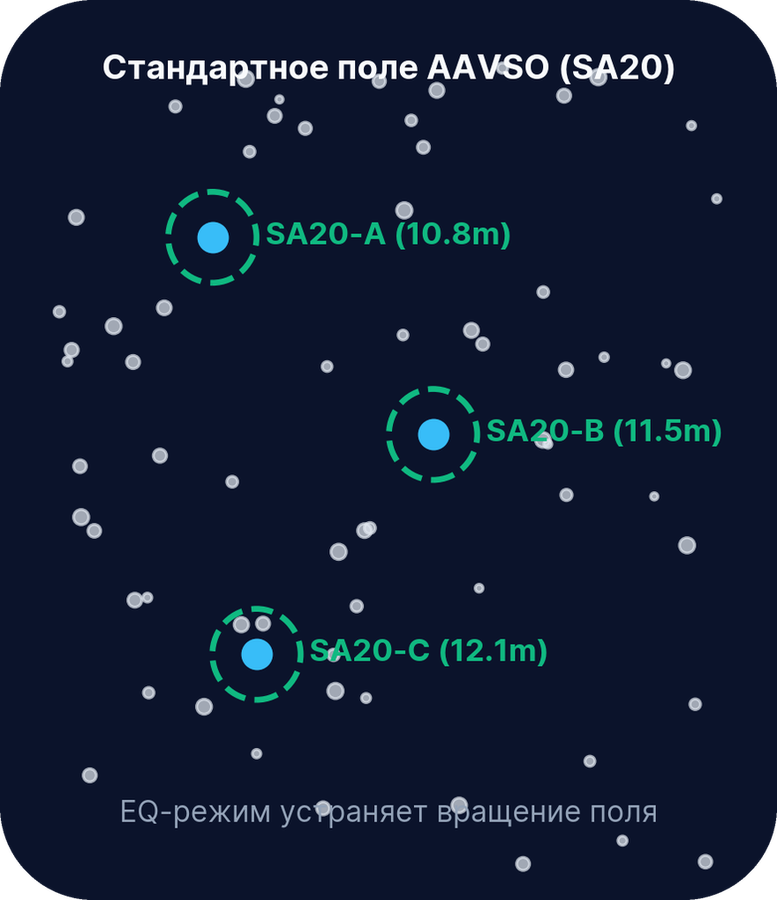 Стандартное поле AAVSO (SA20)
SA20-A (10.8m)
SA20-B (11.5m)
SA20-C (12.1m)
EQ-режим устраняет вращение поля